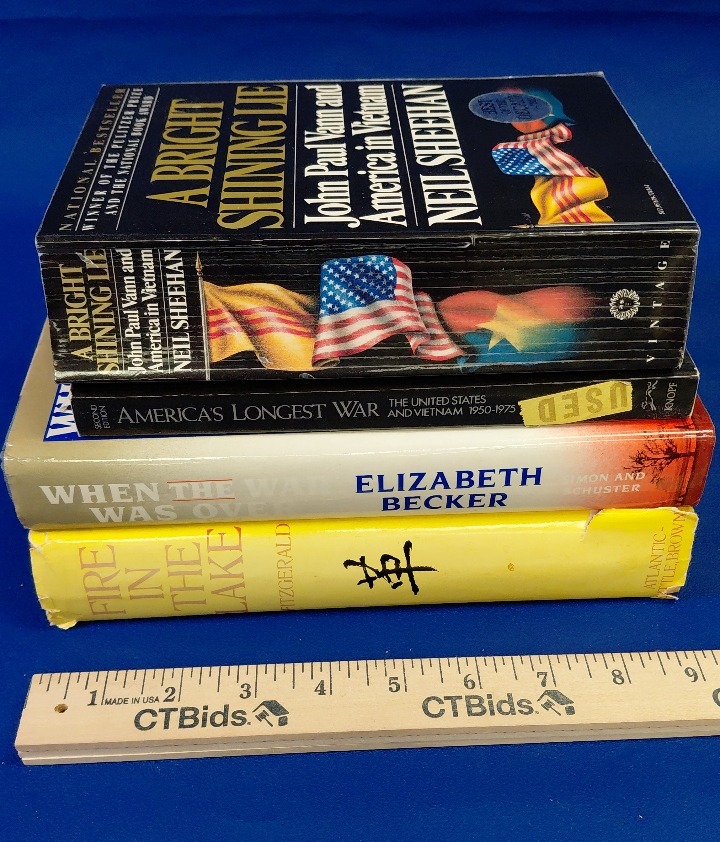 NATIONAL BESTSELLER
WINNER OF THE PULITZER PRIZE
AND THE NATIONAL BOOK AWARD
A BRIGHT
SHINING LIE
John Paul Vann and
America in Vietnam
NEIL SHEEHAN
A BRIGHT
SHINING LIE
John Paul Vann and
America in Vietnam
NEIL SHEEHAN
VINTAGE
SECOND
EDITION
AMERICA'S LONGEST WAR
THE UNITED STATES
AND VIETNAM 1950-1975
USED
KNOPF
WHEN THE
WAS OVER
ELIZABETH
BECKER
SIMON AND
SCHUSTER
FIRE
IN
THE
LAKE
FITZGERALD
革
ATLANTIC-
LITTLE, BROWN
1 MADE IN USA 2 3 4 5 6 7 8 9
CTBids. CTBids.